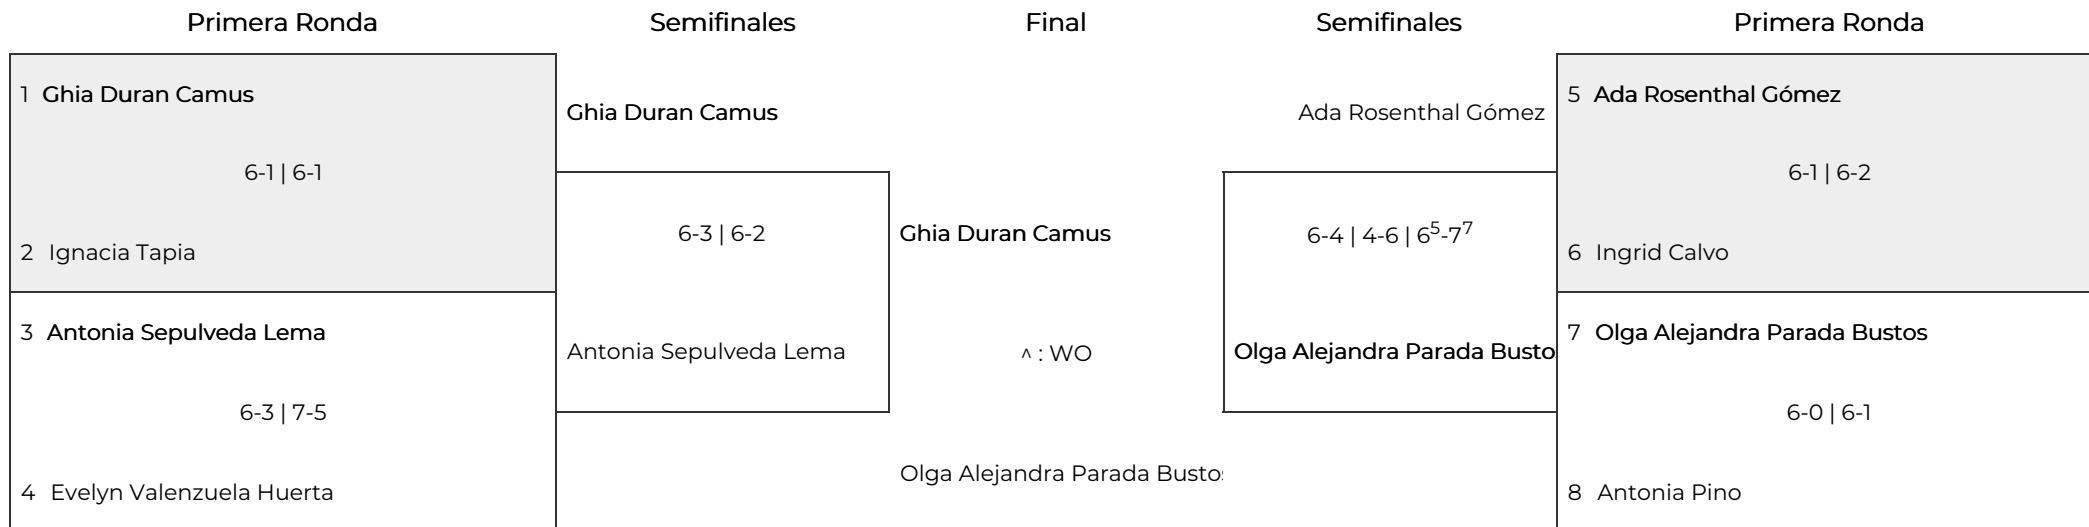 Primera Ronda Semifinales Final Semifinales Primera Ronda
1 Ghia Duran Camus
6-1 | 6-1
2 Ignacia Tapia
3 Antonia Sepulveda Lema
6-3 | 7-5
4 Evelyn Valenzuela Huerta
Ghia Duran Camus
6-3 | 6-2
Antonia Sepulveda Lema
Ghia Duran Camus
^ : WO
Olga Alejandra Parada Bustos
Ada Rosenthal Gómez
6-4 | 4-6 | 6⁵-7⁷
Olga Alejandra Parada Busto
5 Ada Rosenthal Gómez
6-1 | 6-2
6 Ingrid Calvo
7 Olga Alejandra Parada Bustos
6-0 | 6-1
8 Antonia Pino